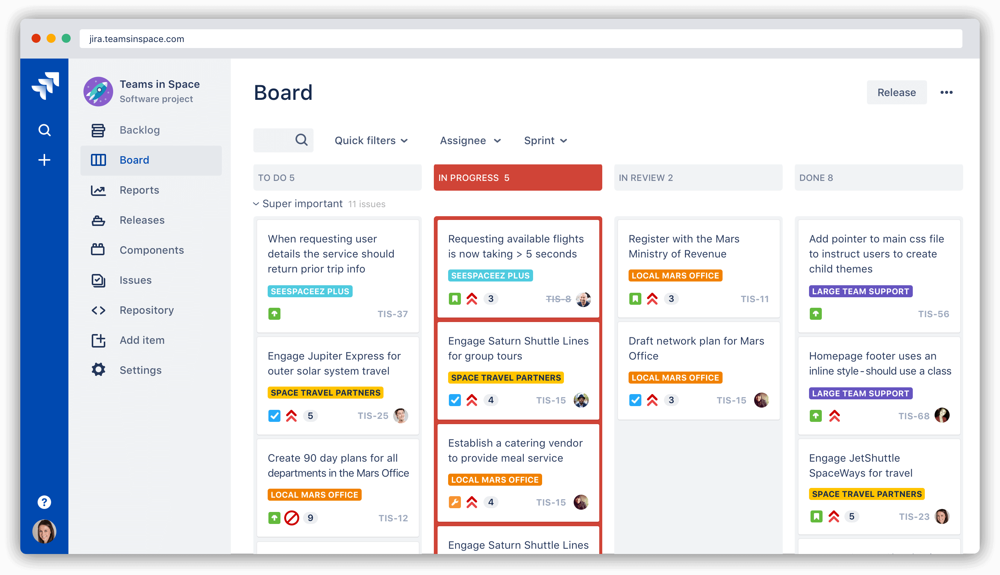 jira.teamsinspace.com
Teams in Space
Software project
Backlog
Board
Reports
Releases
Components
Issues
Repository
Add item
Settings
?
Board
Release
Quick filters
Assignee
Sprint
TO DO 5
IN PROGRESS 5
IN REVIEW 2
DONE 8
Super important 11 issues
When requesting user
details the service should
return prior trip info
SEESPACEEZ PLUS
TIS-37
Engage Jupiter Express for
outer solar system travel
SPACE TRAVEL PARTNERS
5 TIS-25
Create 90 day plans for all
departments in the Mars Office
LOCAL MARS OFFICE
9 TIS-12
Requesting available flights
is now taking > 5 seconds
SEESPACEEZ PLUS
3 TIS-8
Engage Saturn Shuttle Lines
for group tours
SPACE TRAVEL PARTNERS
4 TIS-15
Establish a catering vendor
to provide meal service
LOCAL MARS OFFICE
4 TIS-15
Engage Saturn Shuttle Lines
Register with the Mars
Ministry of Revenue
LOCAL MARS OFFICE
3 TIS-11
Draft network plan for Mars
Office
LOCAL MARS OFFICE
3 TIS-15
Add pointer to main css file
to instruct users to create
child themes
LARGE TEAM SUPPORT
TIS-56
Homepage footer uses an
inline style-should use a class
LARGE TEAM SUPPORT
TIS-68
Engage JetShuttle
SpaceWays for travel
SPACE TRAVEL PARTNERS
5 TIS-23